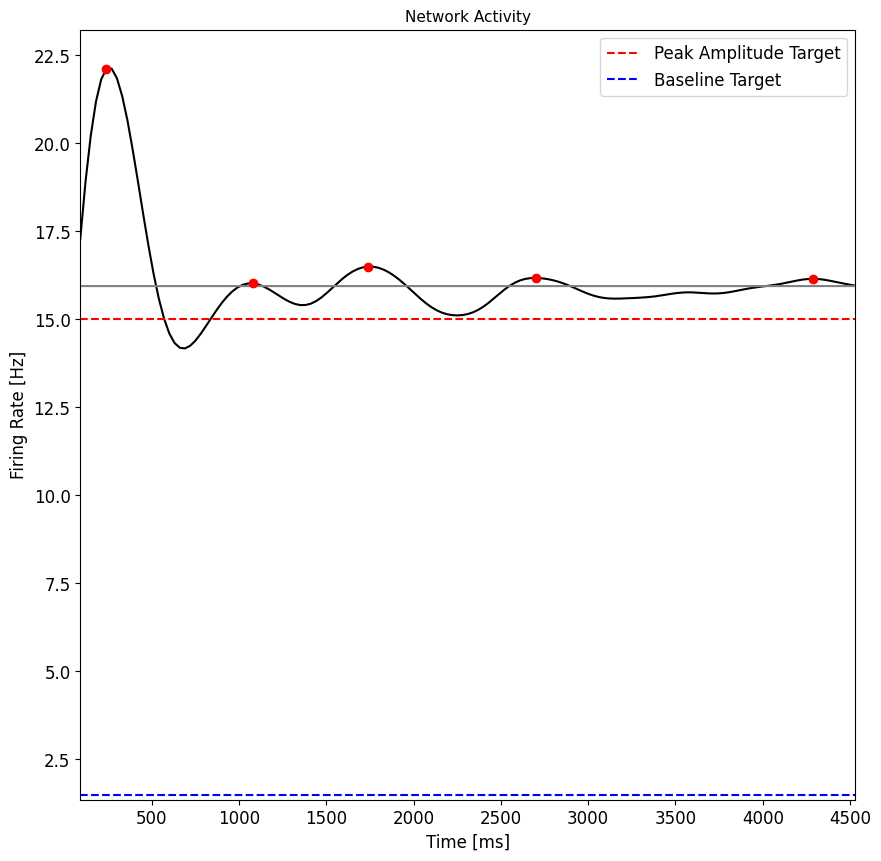 Network Activity
Peak Amplitude Target
Baseline Target
22.5
20.0
17.5
15.0
12.5
10.0
7.5
5.0
2.5
Firing Rate [Hz]
500 1000 1500 2000 2500 3000 3500 4000 4500
Time [ms]